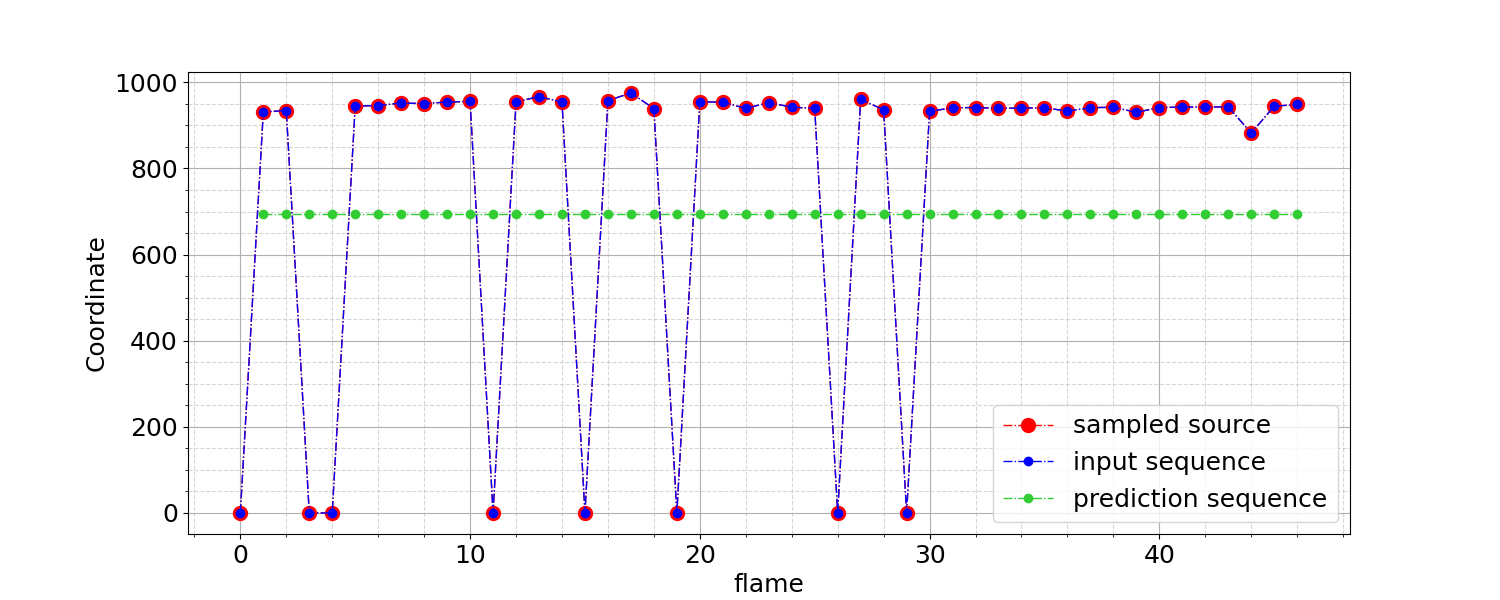 1000
800
600
400
200
0
Coordinate
0 10 20 30 40
flame
sampled source
input sequence
prediction sequence